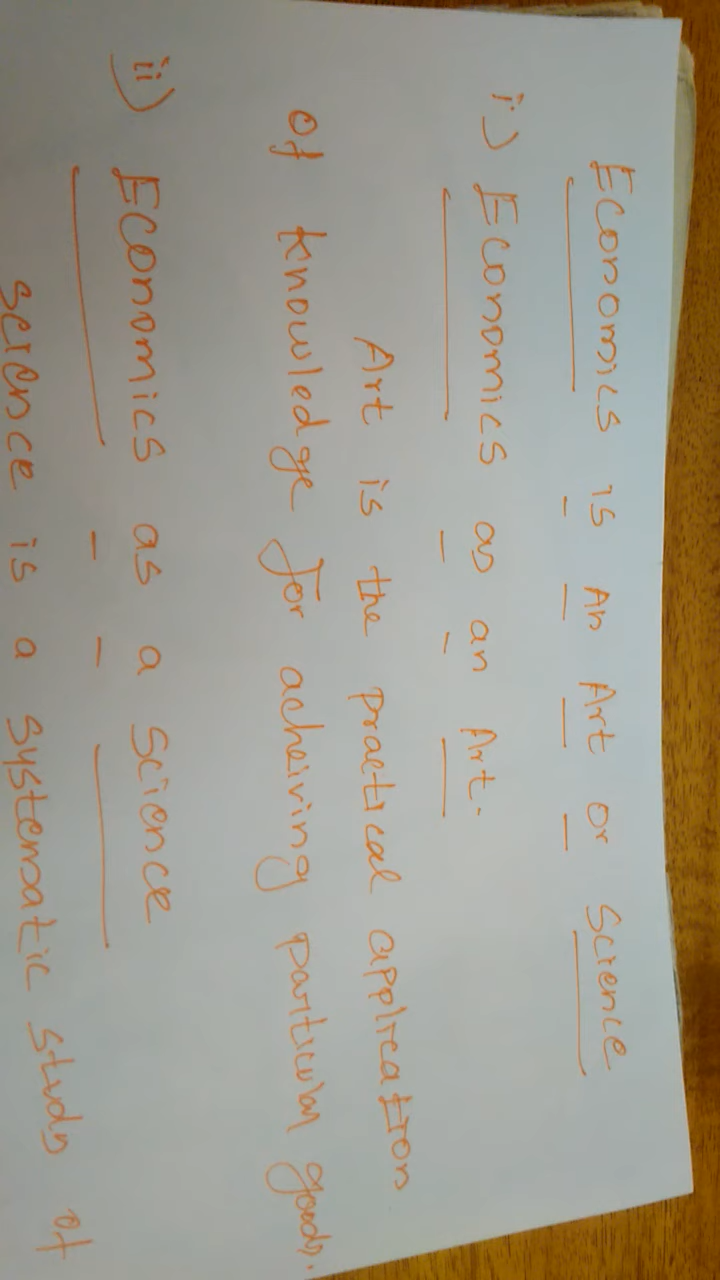 Economics is An Art or Science
i) Economics as an Art.
Art is the practical application
of knowledge for acheiving particular goods.
ii) Economics as a science
science is a systematic study of